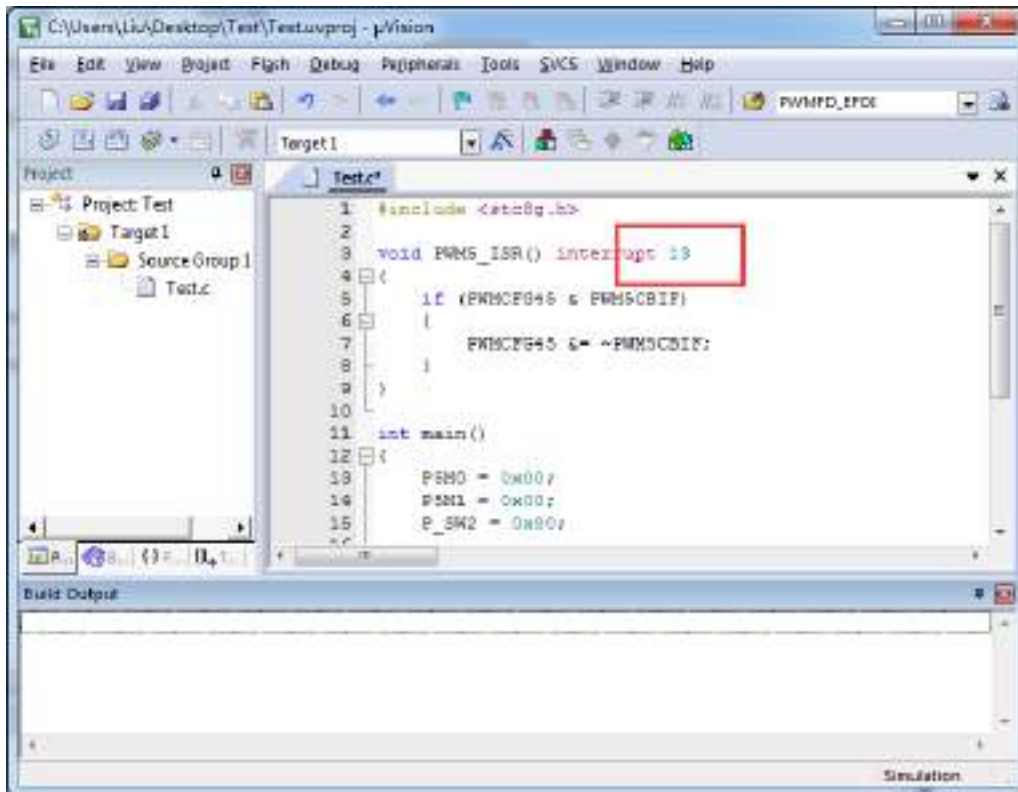 C:\Users\Liu\Desktop\Test\Test.uvproj - µVision
File Edit View Project Flash Debug Peripherals Tools SVCS Window Help
PWMFD_EFDI
Target 1
Project
Test.c*
Project: Test
Target 1
Source Group 1
Test.c
1 #include <stc8g.h>
2
3 void PWM5_ISR() interrupt 13
4 {
5 if (PWMCFG45 & PWM5CBIF)
6 {
7 PWMCFG45 &= ~PWM5CBIF;
8 }
9 }
10
11 int main()
12 {
13 P5M0 = 0x00;
14 P5M1 = 0x00;
15 P_SW2 = 0x80;
Build Output
Simulation